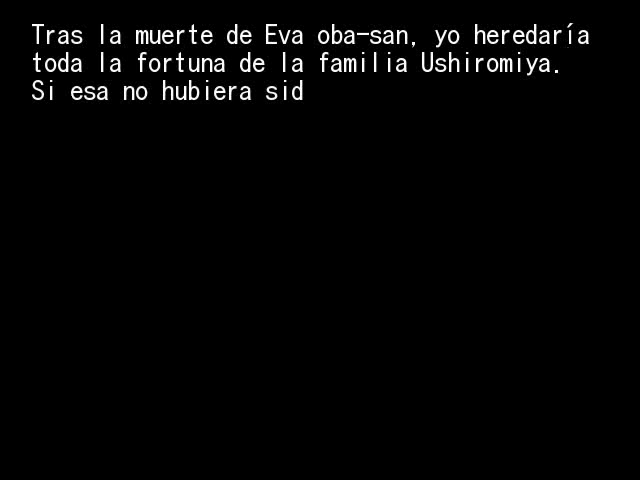 Tras la muerte de Eva oba-san, yo heredaría
toda la fortuna de la familia Ushiromiya.
Si esa no hubiera sid